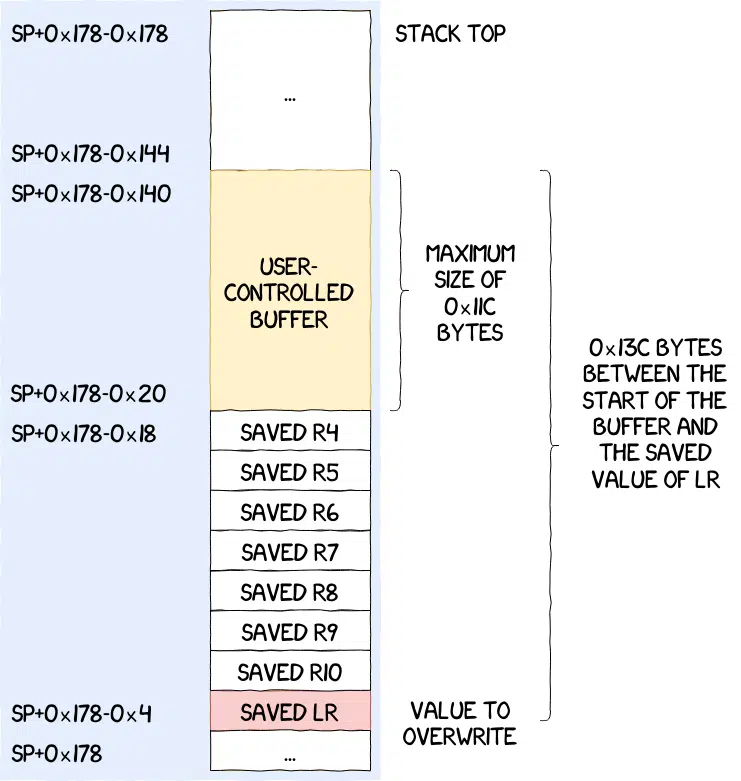 SP+0x178-0x178
STACK TOP
...
SP+0x178-0x144
SP+0x178-0x140
USER-
CONTROLLED
BUFFER
MAXIMUM
SIZE OF
0x11C
BYTES
0x13C BYTES
BETWEEN THE
START OF THE
BUFFER AND
THE SAVED
VALUE OF LR
SP+0x178-0x20
SP+0x178-0x18
SAVED R4
SAVED R5
SAVED R6
SAVED R7
SAVED R8
SAVED R9
SAVED R10
SP+0x178-0x4
SAVED LR
VALUE TO
OVERWRITE
SP+0x178
...